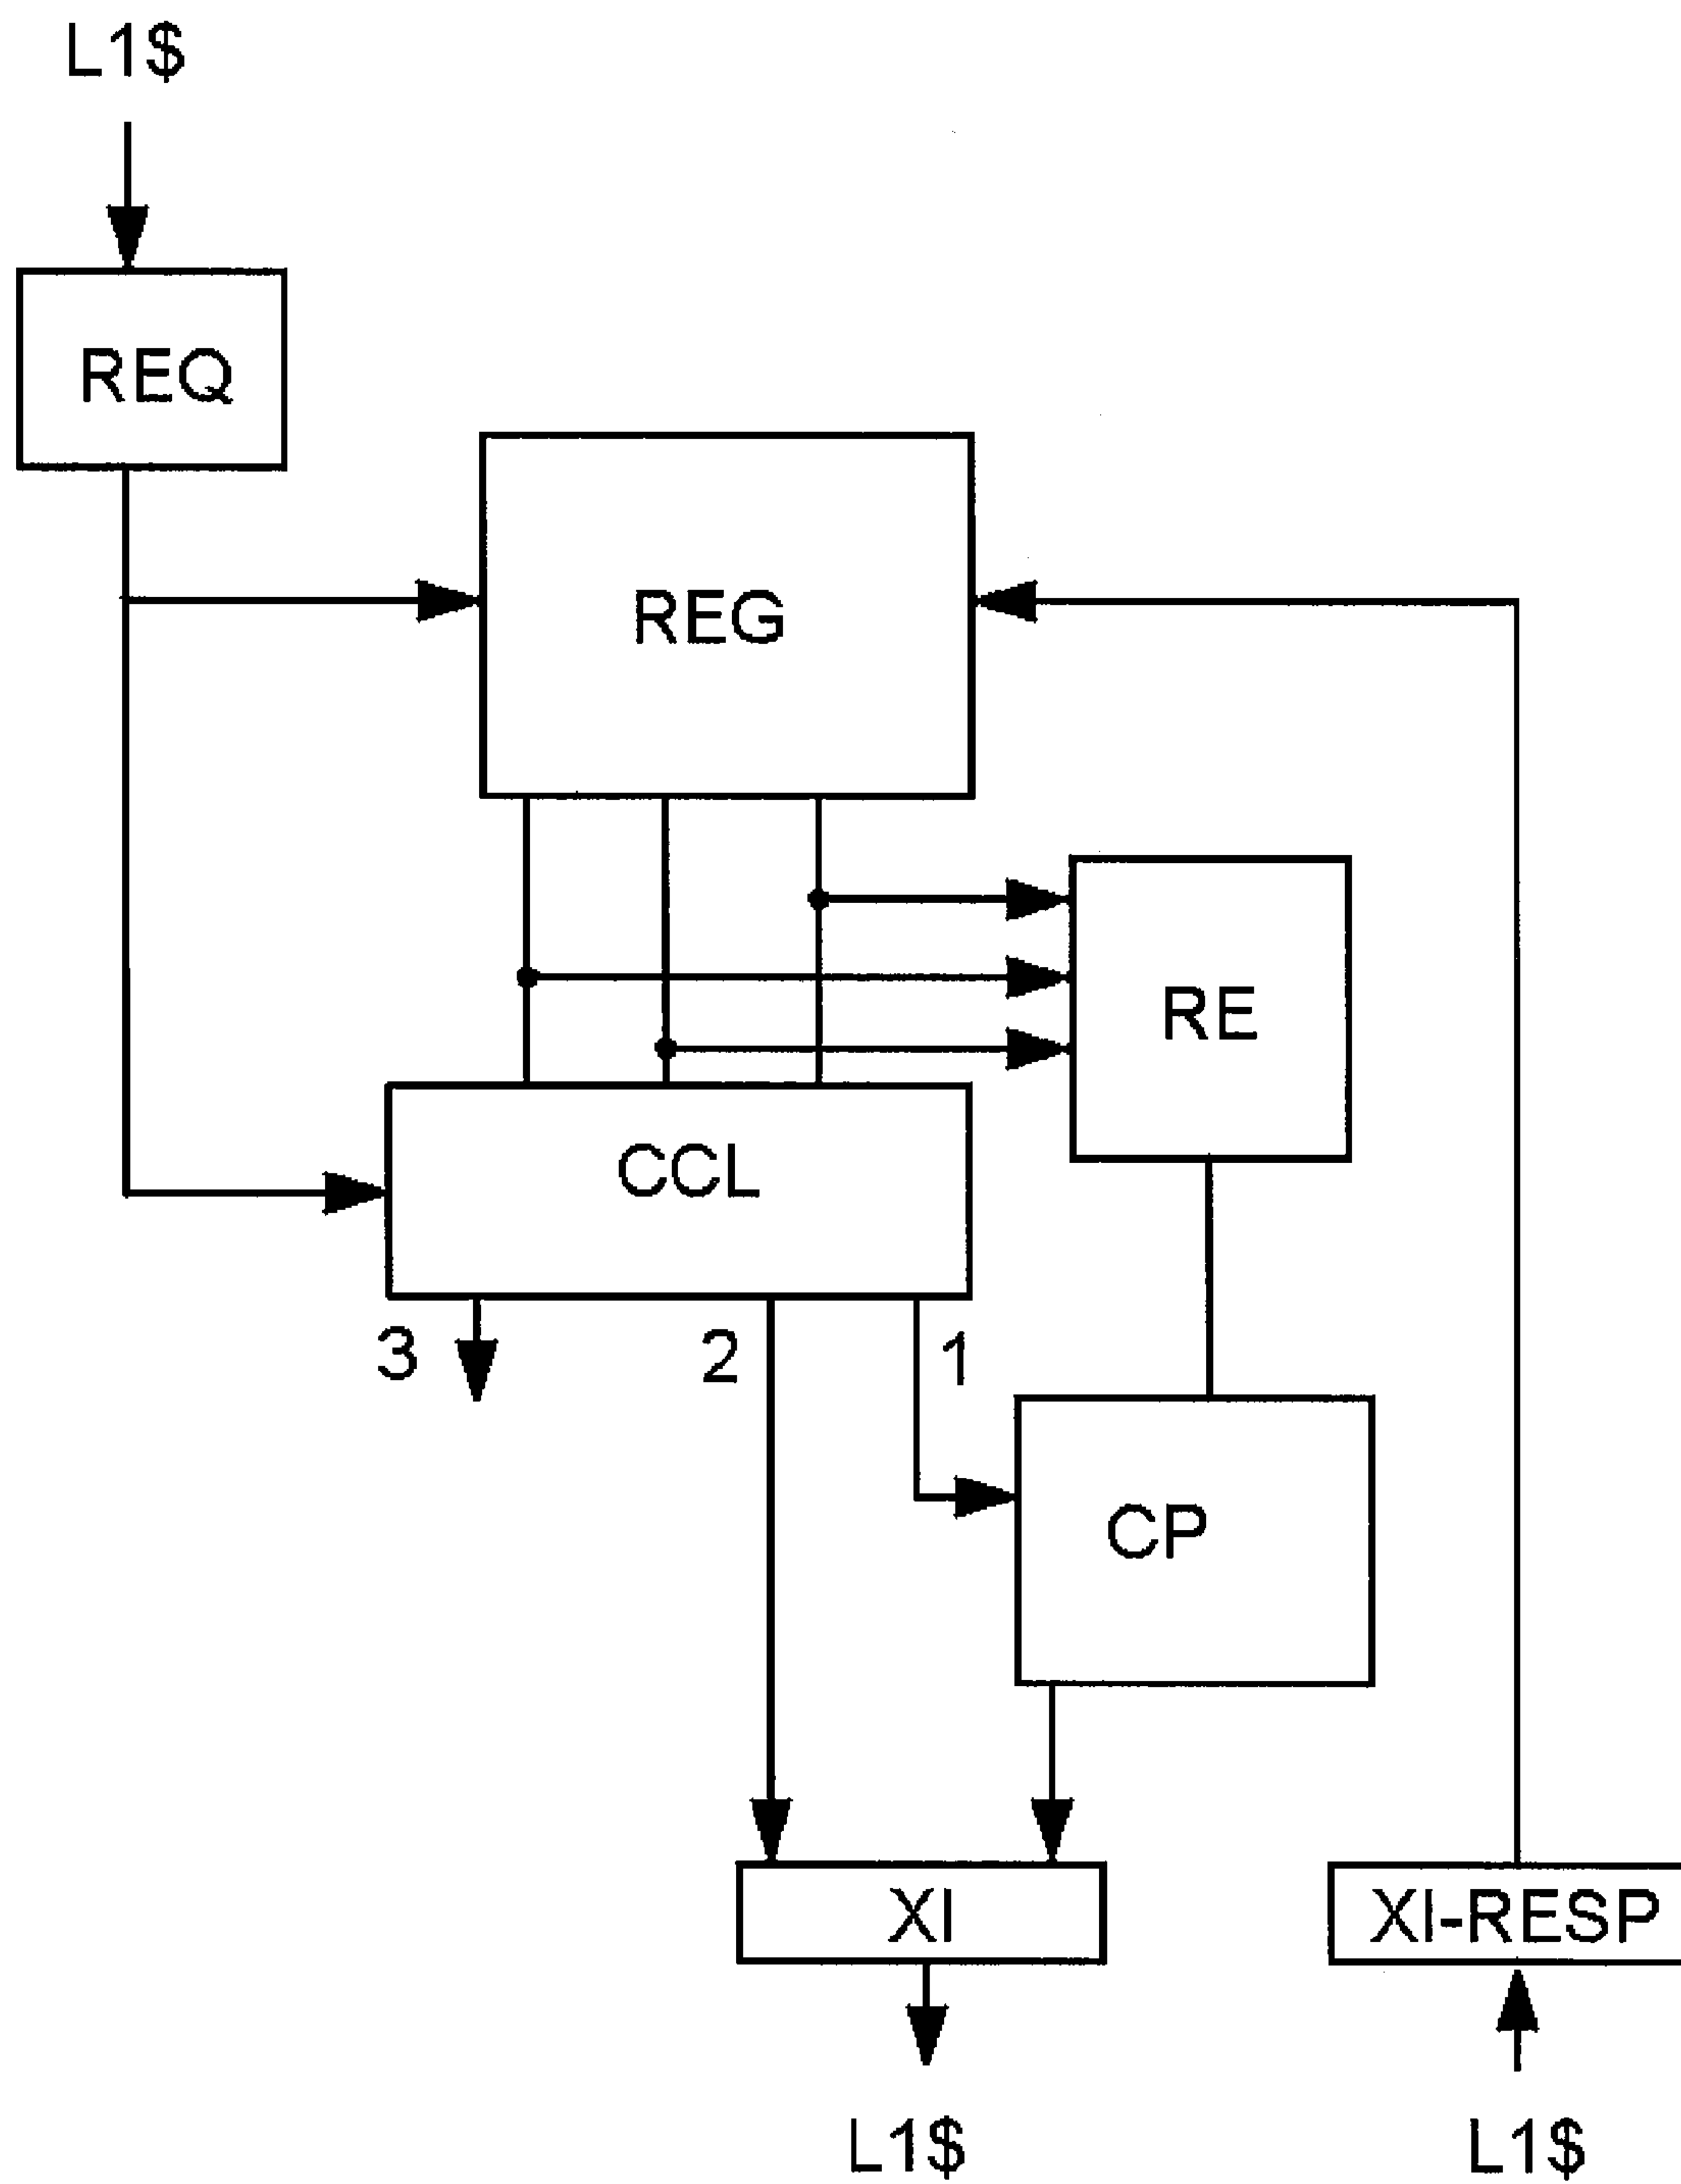 L1$
REQ
REG
RE
CCL
3 2 1
CP
XI XI-RESP
L1$ L1$